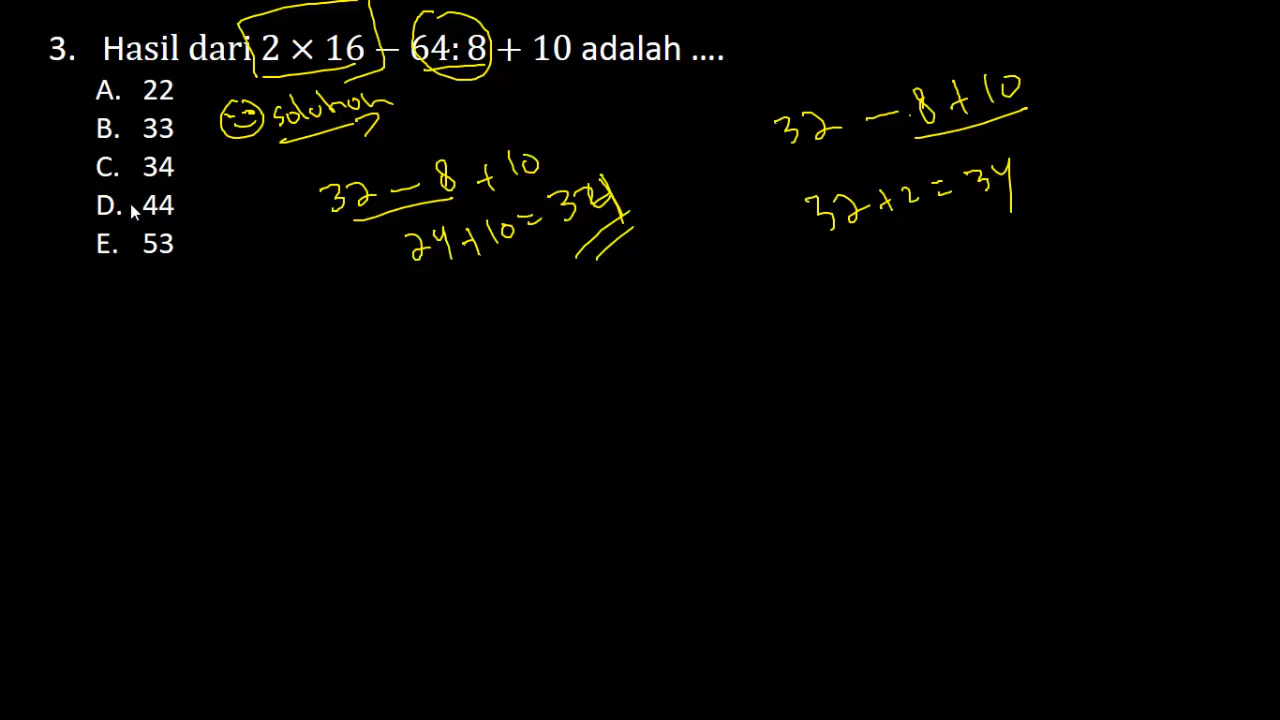 3. Hasil dari 2 × 16 − 64: 8 + 10 adalah ....
A. 22
B. 33
C. 34
D. 44
E. 53
solution
32 − 8 + 10
24 + 10 = 34
32 − 8 + 10
32 + 2 = 34